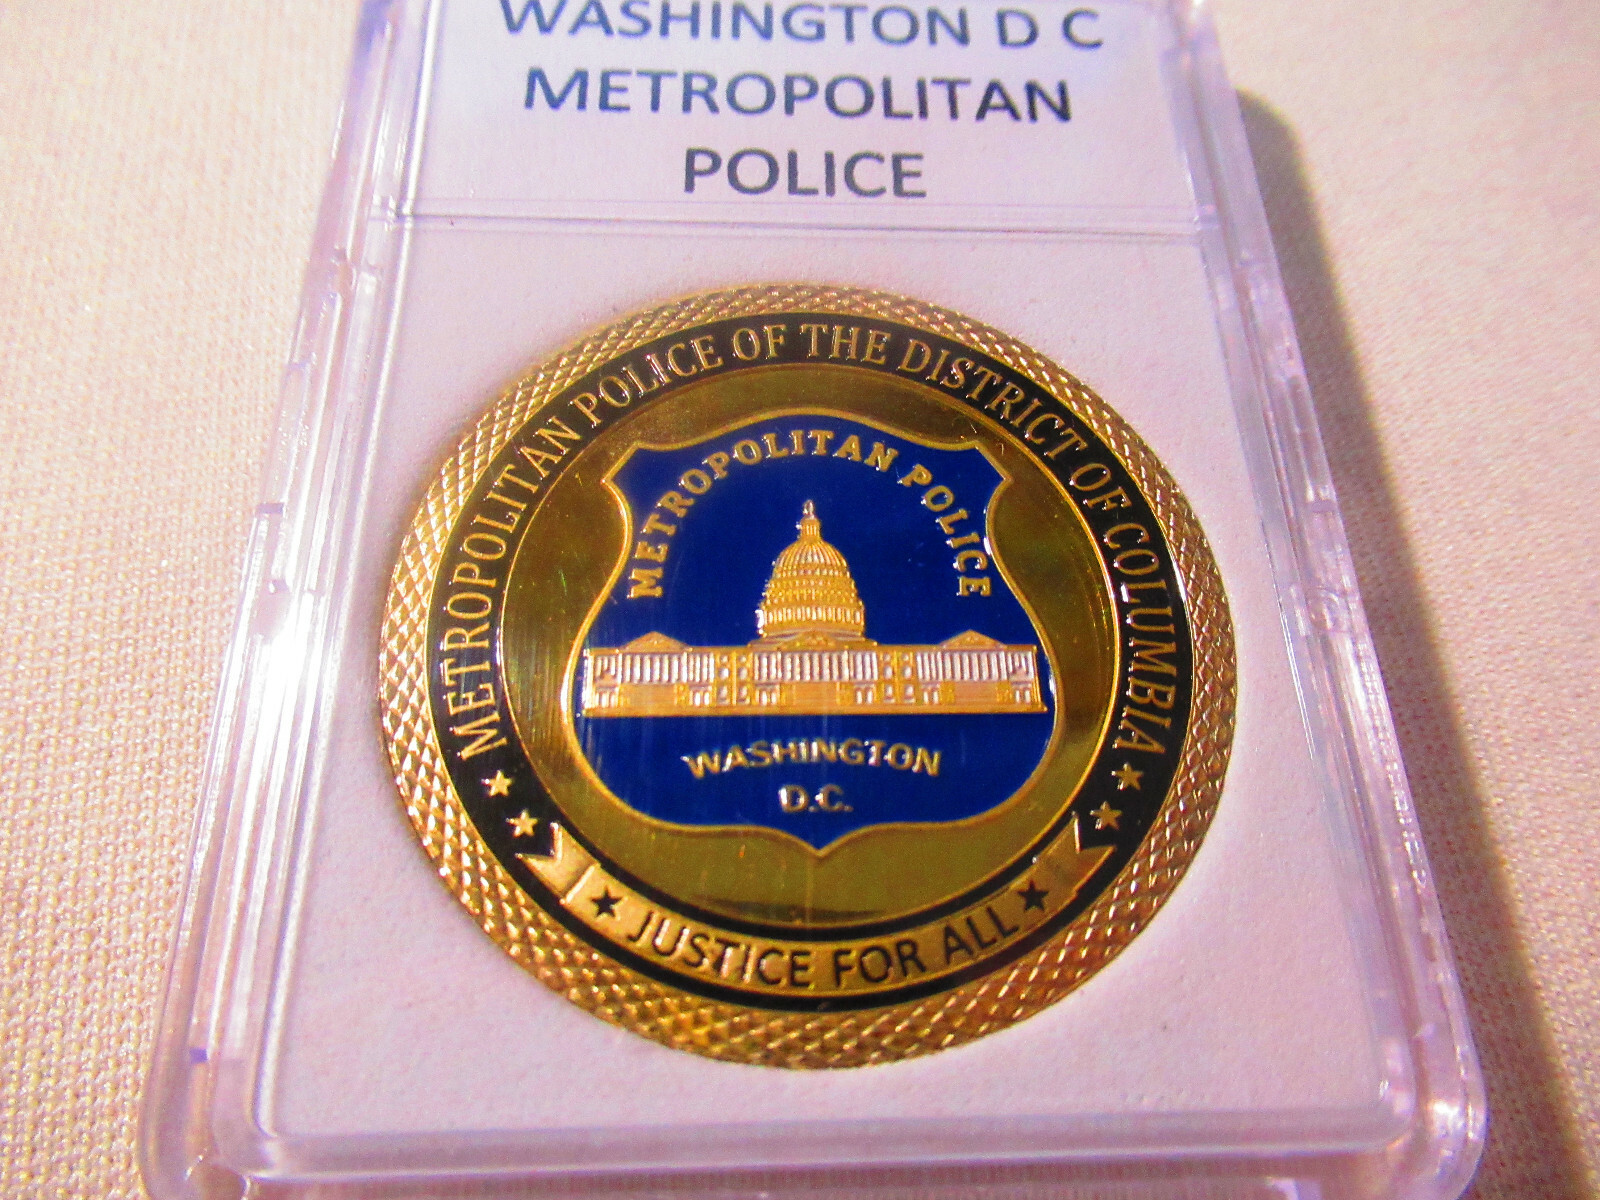 WASHINGTON D C
METROPOLITAN
POLICE
METROPOLITAN POLICE OF THE DISTRICT OF COLUMBIA
METROPOLITAN POLICE
WASHINGTON
D.C.
JUSTICE FOR ALL